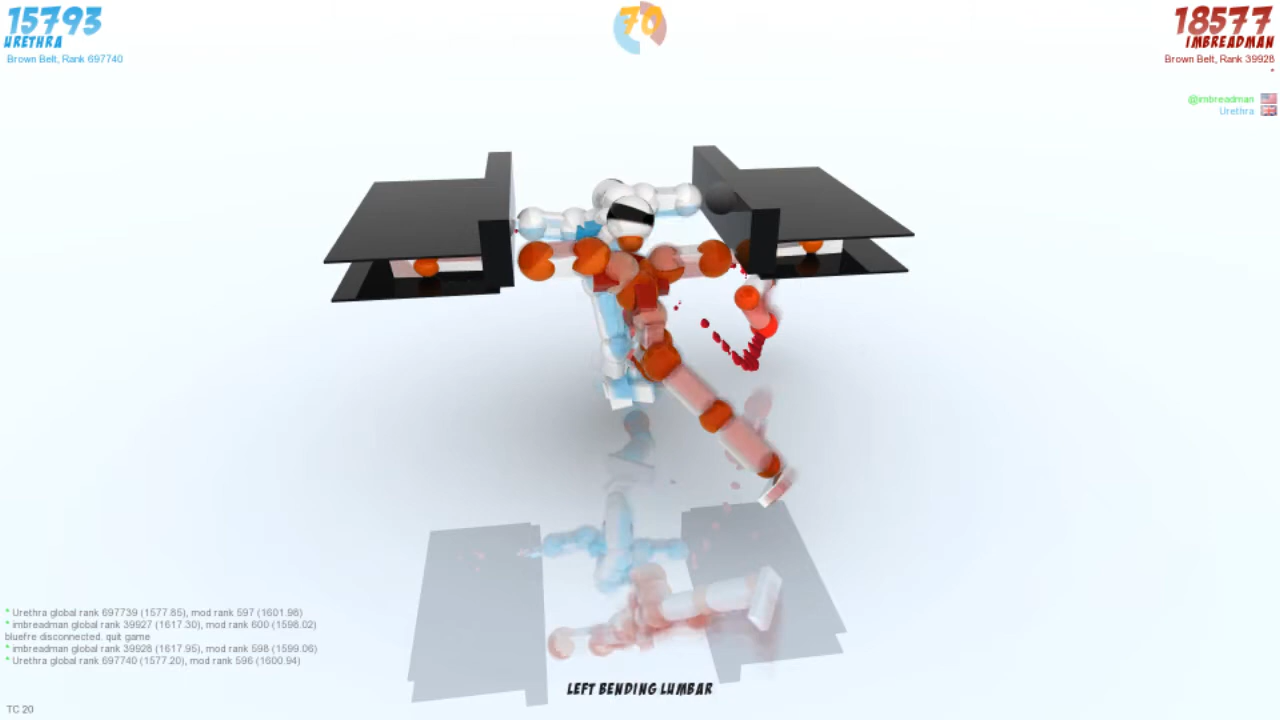 15793
URETHRA
Brown Belt, Rank 697740
70
18577
IMBREADMAN
Brown Belt, Rank 39928
@imbreadman
Urethra
* Urethra global rank 697739 (1577.85), mod rank 597 (1601.98)
* imbreadman global rank 39927 (1617.30), mod rank 600 (1598.02)
bluefre disconnected. quit game
* imbreadman global rank 39928 (1617.95), mod rank 598 (1599.06)
* Urethra global rank 697740 (1577.20), mod rank 596 (1600.94)
LEFT BENDING LUMBAR
TC 20